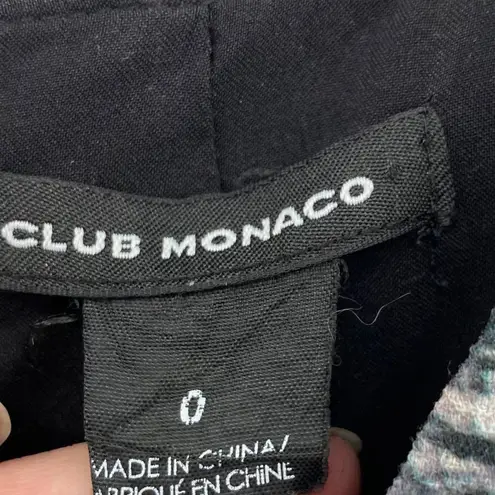 CLUB MONACO
0
MADE IN CHINA/
FABRIQUÉ EN CHINE